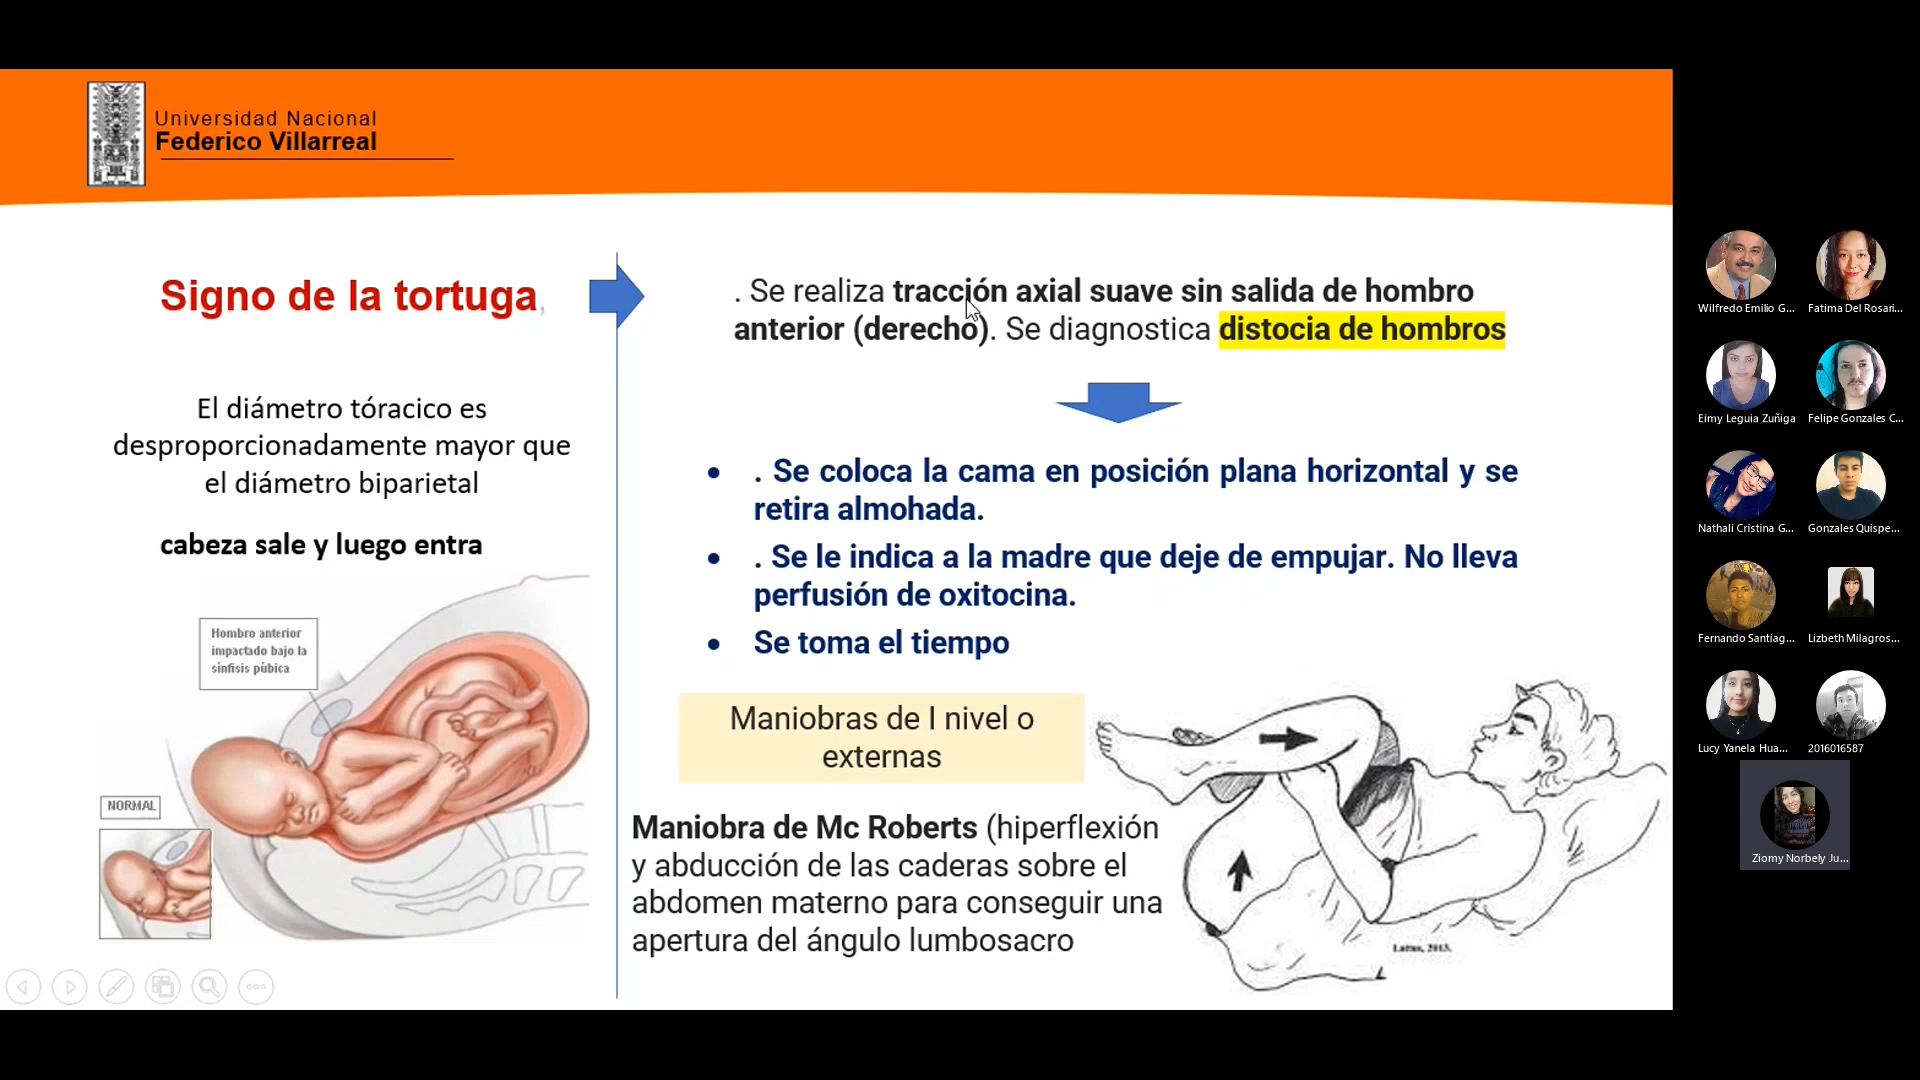 Universidad Nacional
Federico Villarreal
Signo de la tortuga,
El diámetro tóracico es
desproporcionadamente mayor que
el diámetro biparietal
cabeza sale y luego entra
Hombro anterior
impactado bajo la
sínfisis púbica
NORMAL
. Se realiza tracción axial suave sin salida de hombro
anterior (derecho). Se diagnostica distocia de hombros
• . Se coloca la cama en posición plana horizontal y se
retira almohada.
• . Se le indica a la madre que deje de empujar. No lleva
perfusión de oxitocina.
• Se toma el tiempo
Maniobras de I nivel o
externas
Maniobra de Mc Roberts (hiperflexión
y abducción de las caderas sobre el
abdomen materno para conseguir una
apertura del ángulo lumbosacro
Wilfredo Emilio G...
Fatima Del Rosari...
Eimy Leguia Zuñiga
Felipe Gonzales C...
Nathali Cristina G...
Gonzales Quispe...
Fernando Santiag...
Lizbeth Milagros...
Lucy Yanela Hua...
2016016587
Ziomy Norbely Ju...